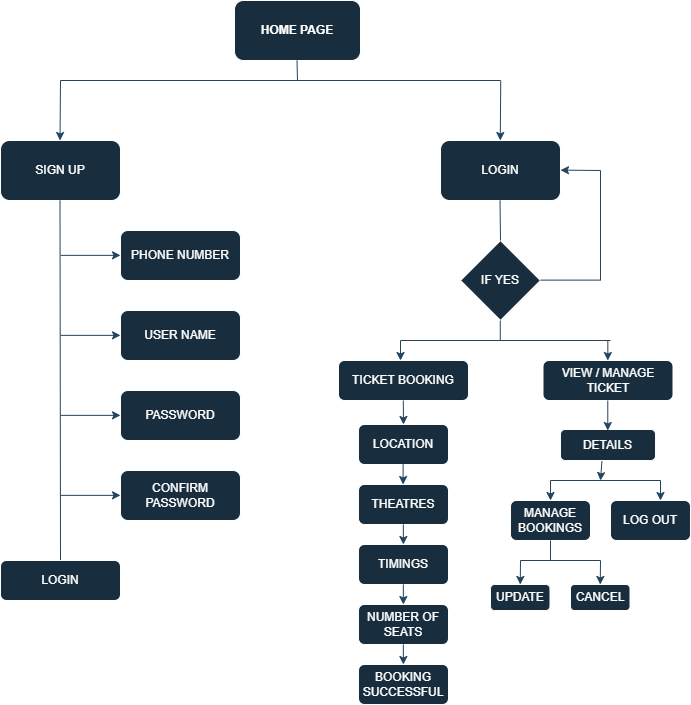 HOME PAGE
SIGN UP
LOGIN
PHONE NUMBER
IF YES
USER NAME
TICKET BOOKING
VIEW / MANAGE
TICKET
PASSWORD
LOCATION
DETAILS
CONFIRM
PASSWORD
THEATRES
MANAGE
BOOKINGS
LOG OUT
LOGIN
TIMINGS
UPDATE
CANCEL
NUMBER OF
SEATS
BOOKING
SUCCESSFUL